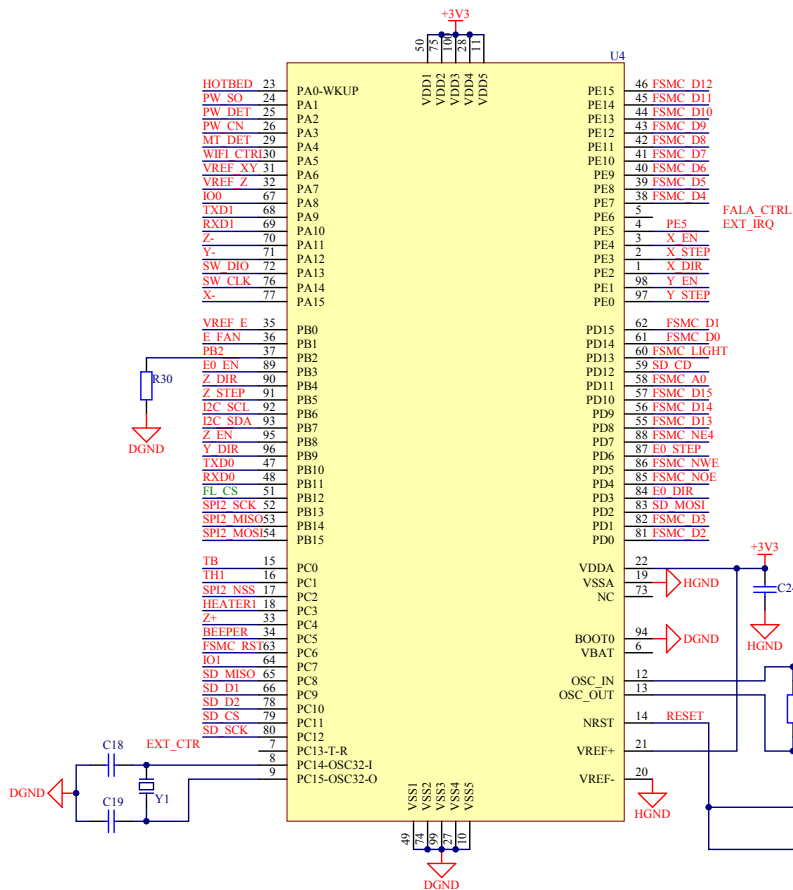 +3V3
50 75 100 28 11
U4
VDD1 VDD2 VDD3 VDD4 VDD5
HOTBED 23 PA0-WKUP
PW_SO 24 PA1
PW_DET 25 PA2
PW_CN 26 PA3
MT_DET 29 PA4
WIFI_CTRL 30 PA5
VREF_XY 31 PA6
VREF_Z 32 PA7
IO0 67 PA8
TXD1 68 PA9
RXD1 69 PA10
Z- 70 PA11
Y- 71 PA12
SW_DIO 72 PA13
SW_CLK 76 PA14
X- 77 PA15
PE15 46 FSMC_D12
PE14 45 FSMC_D11
PE13 44 FSMC_D10
PE12 43 FSMC_D9
PE11 42 FSMC_D8
PE10 41 FSMC_D7
PE9 40 FSMC_D6
PE8 39 FSMC_D5
PE7 38 FSMC_D4
PE6 5 FALA_CTRL
PE5 4 PE5 EXT_IRQ
PE4 3 X_EN
PE3 2 X_STEP
PE2 1 X_DIR
PE1 98 Y_EN
PE0 97 Y_STEP
VREF_E 35 PB0
E_FAN 36 PB1
PB2 37 PB2
E0_EN 89 PB3
Z_DIR 90 PB4
Z_STEP 91 PB5
I2C_SCL 92 PB6
I2C_SDA 93 PB7
Z_EN 95 PB8
Y_DIR 96 PB9
TXD0 47 PB10
RXD0 48 PB11
FL_CS 51 PB12
SPI2_SCK 52 PB13
SPI2_MISO 53 PB14
SPI2_MOSI 54 PB15
R30
DGND
PD15 62 FSMC_D1
PD14 61 FSMC_D0
PD13 60 FSMC_LIGHT
PD12 59 SD_CD
PD11 58 FSMC_A0
PD10 57 FSMC_D15
PD9 56 FSMC_D14
PD8 55 FSMC_D13
PD7 88 FSMC_NE4
PD6 87 E0_STEP
PD5 86 FSMC_NWE
PD4 85 FSMC_NOE
PD3 84 E0_DIR
PD2 83 SD_MOSI
PD1 82 FSMC_D3
PD0 81 FSMC_D2
TB 15 PC0
TH1 16 PC1
SPI2_NSS 17 PC2
HEATER1 18 PC3
Z+ 33 PC4
BEEPER 34 PC5
FSMC_RST 63 PC6
IO1 64 PC7
SD_MISO 65 PC8
SD_D1 66 PC9
SD_D2 78 PC10
SD_CS 79 PC11
SD_SCK 80 PC12
EXT_CTR 7 PC13-T-R
8 PC14-OSC32-I
9 PC15-OSC32-O
C18
C19
Y1
DGND
VDDA 22
+3V3
VSSA 19 HGND
NC 73
HGND
BOOT0 94 DGND
VBAT 6
OSC_IN 12
OSC_OUT 13
NRST 14 RESET
VREF+ 21
VREF- 20
HGND
VSS1 VSS2 VSS3 VSS4 VSS5
49 74 99 27 10
DGND